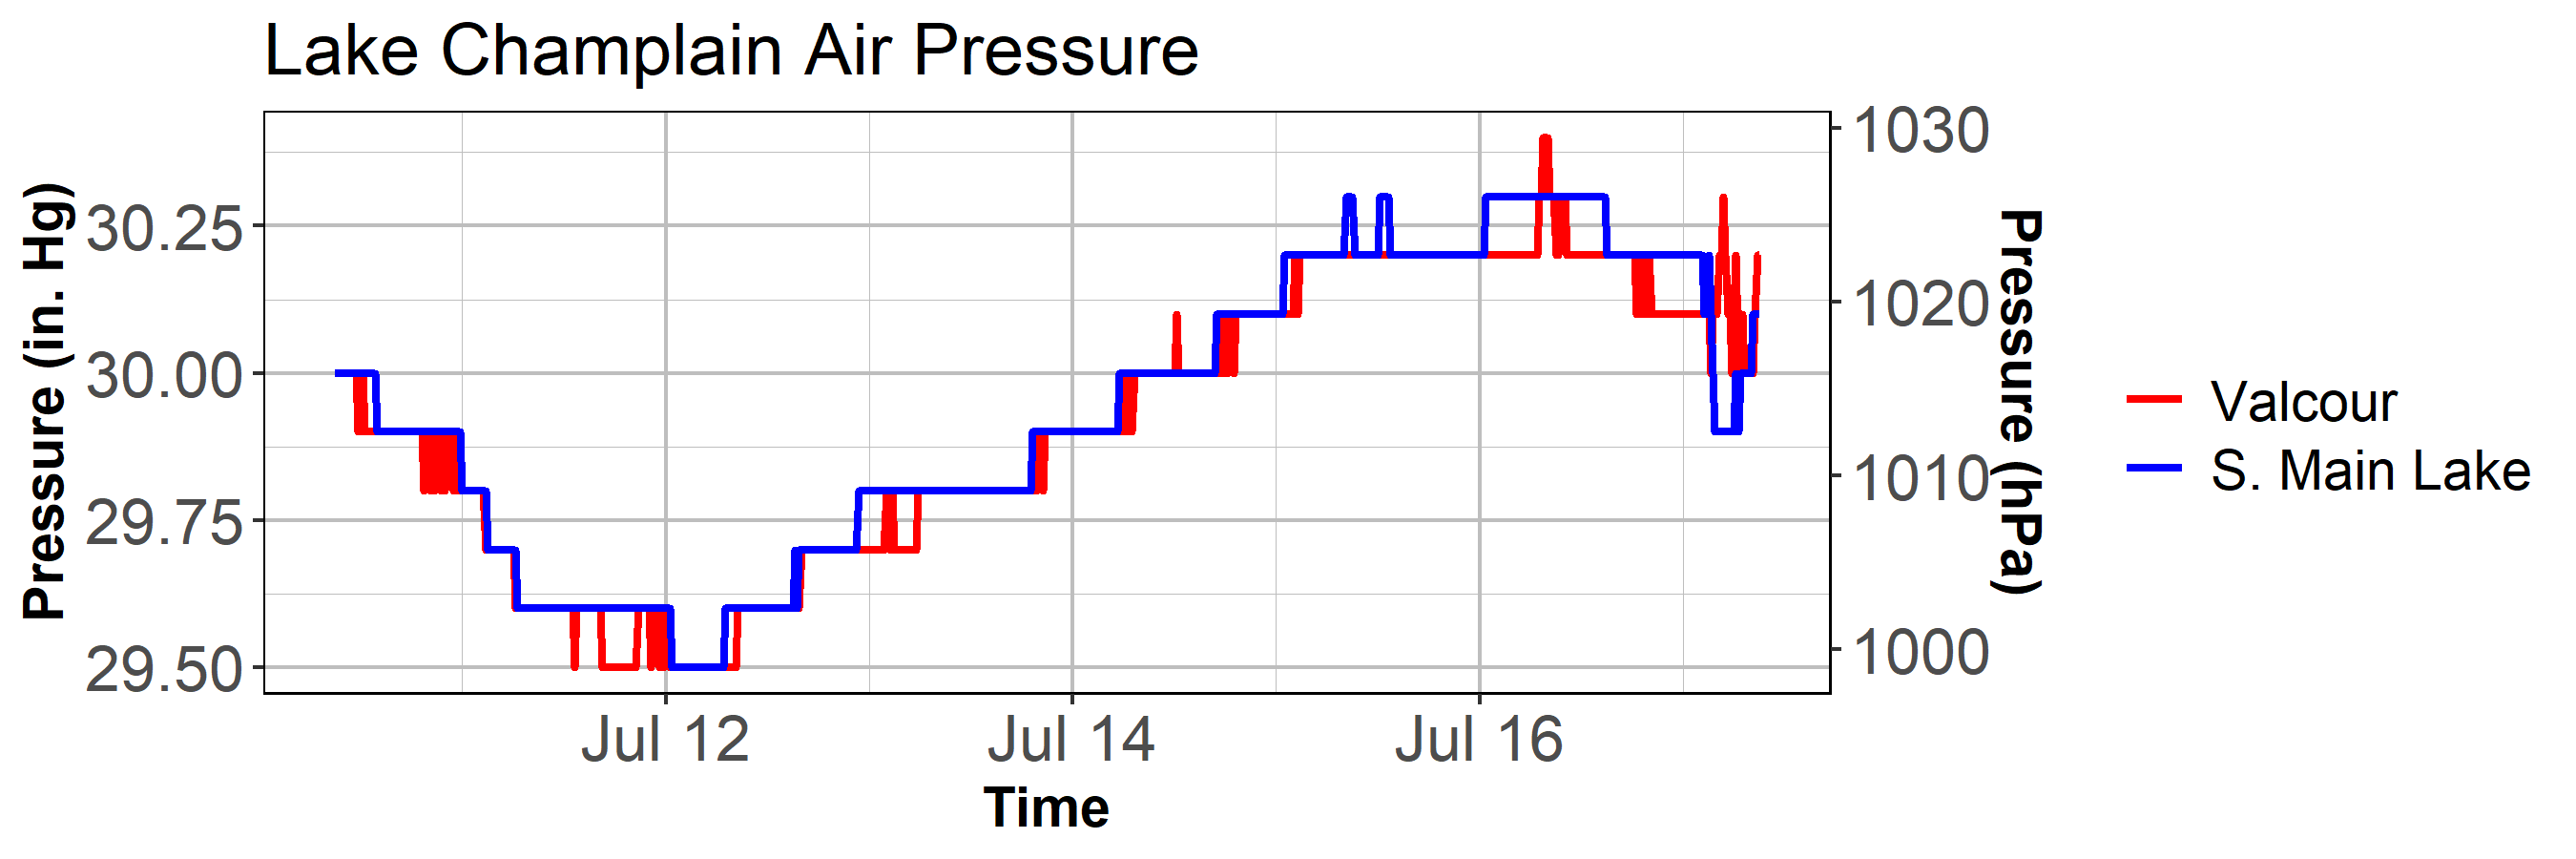 Lake Champlain Air Pressure
Pressure (in. Hg)
30.25
30.00
29.75
29.50
Jul 12
Jul 14
Jul 16
Time
1030
1020
1010
1000
Pressure (hPa)
Valcour
S. Main Lake